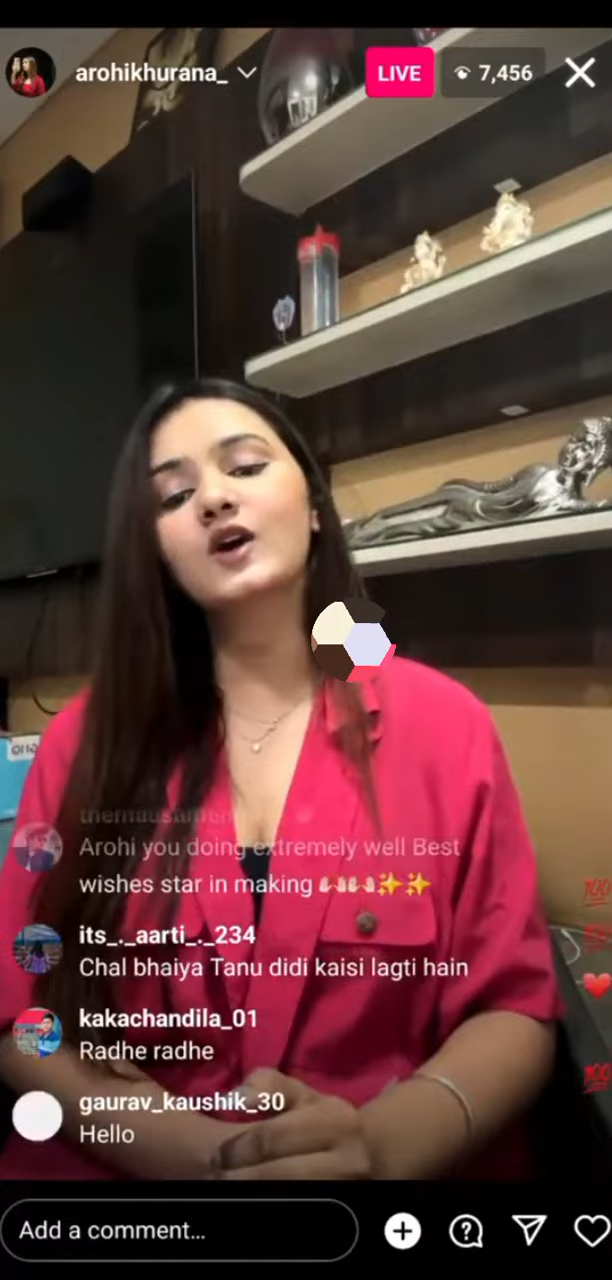 arohikhurana_
LIVE
7,456
Arohi you doing extremely well Best
wishes star in making 🙌🏻🙌🏻✨✨
its_._aarti_._234
Chal bhaiya Tanu didi kaisi lagti hain
kakachandila_01
Radhe radhe
gaurav_kaushik_30
Hello
Add a comment...